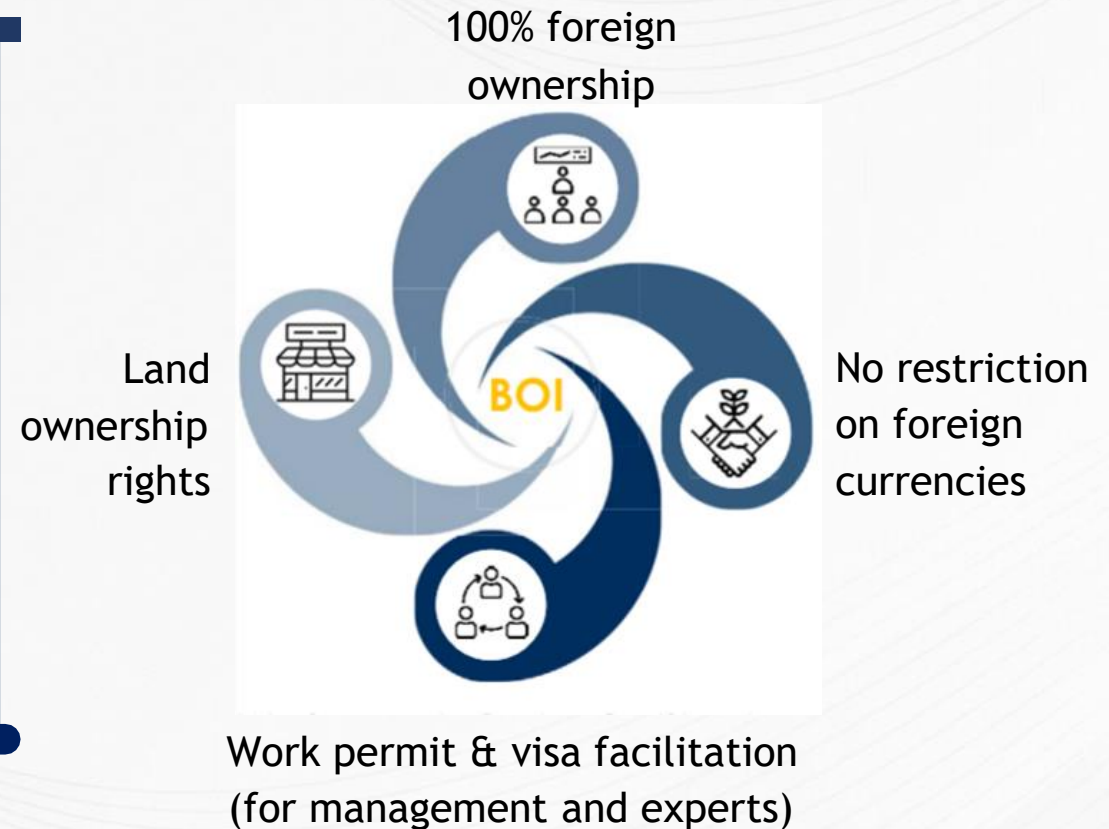 100% foreign
ownership
Land
ownership
rights
BOI
No restriction
on foreign
currencies
Work permit & visa facilitation
(for management and experts)